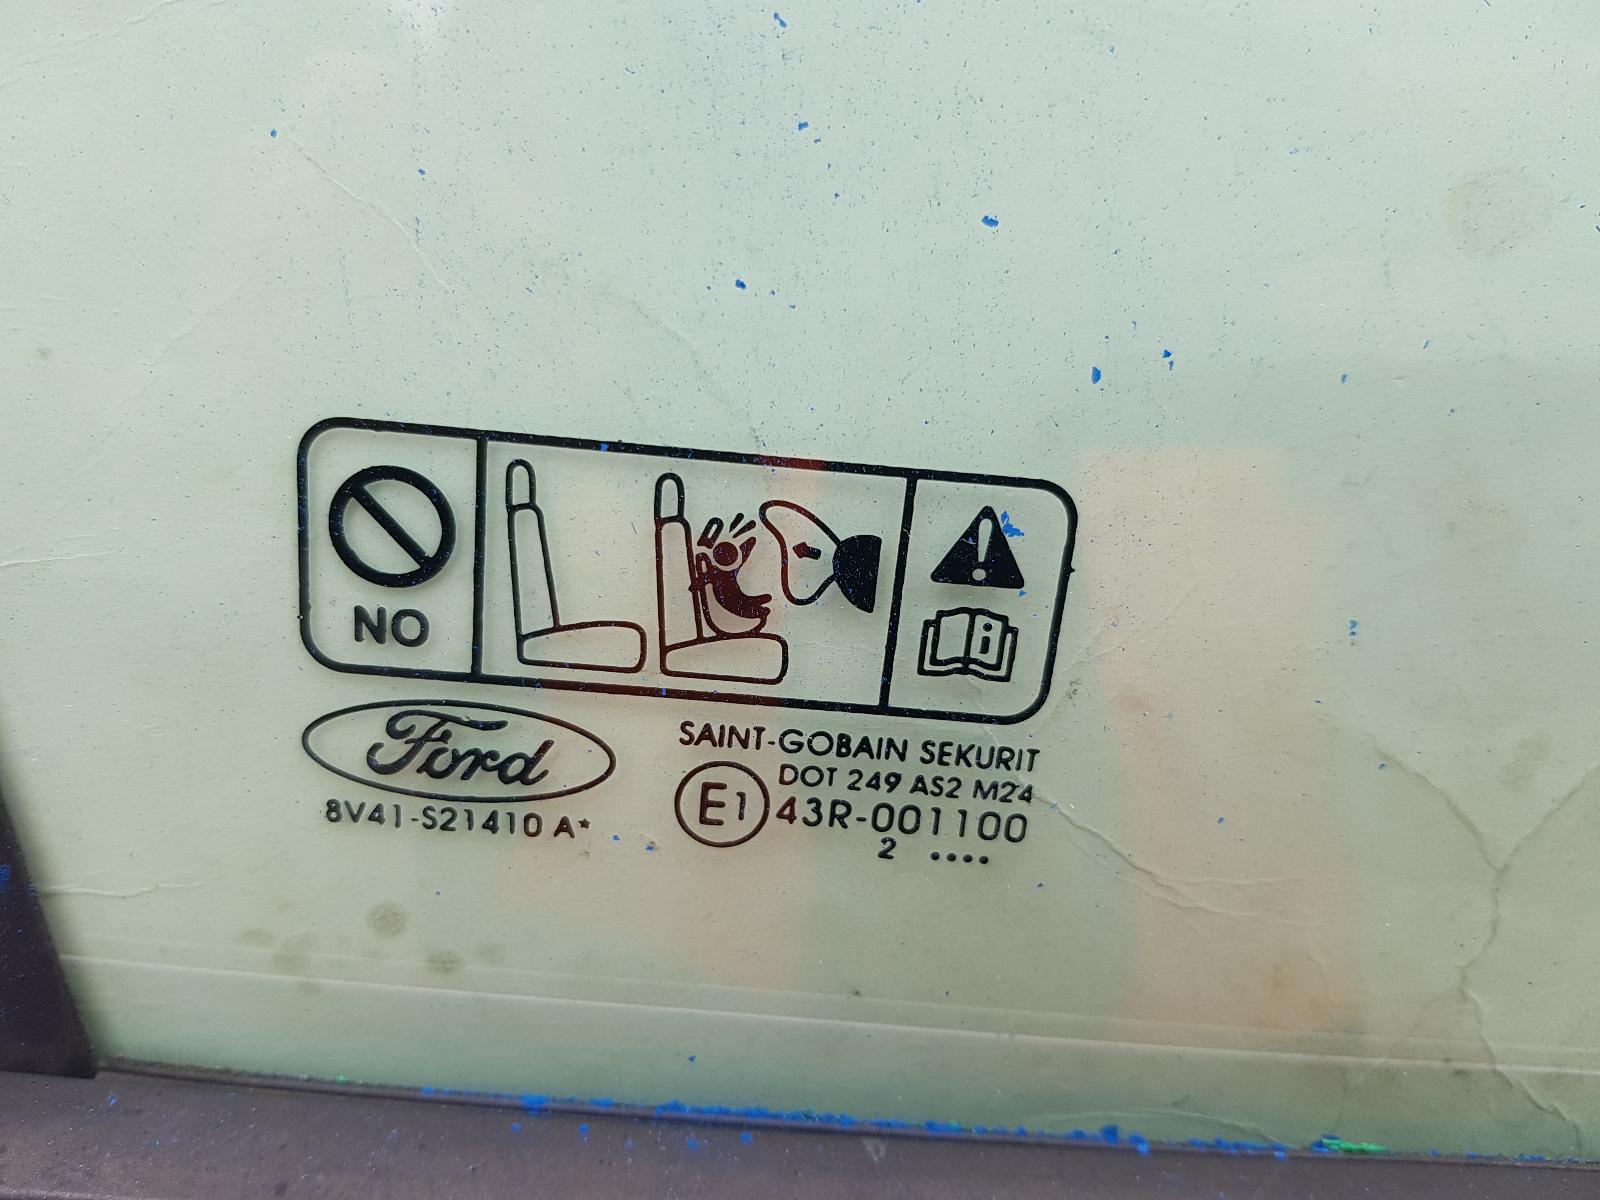 NO
Ford
8V41-S21410 A*
SAINT-GOBAIN SEKURIT
DOT 249 AS2 M24
E1 43R-001100
2 ••••